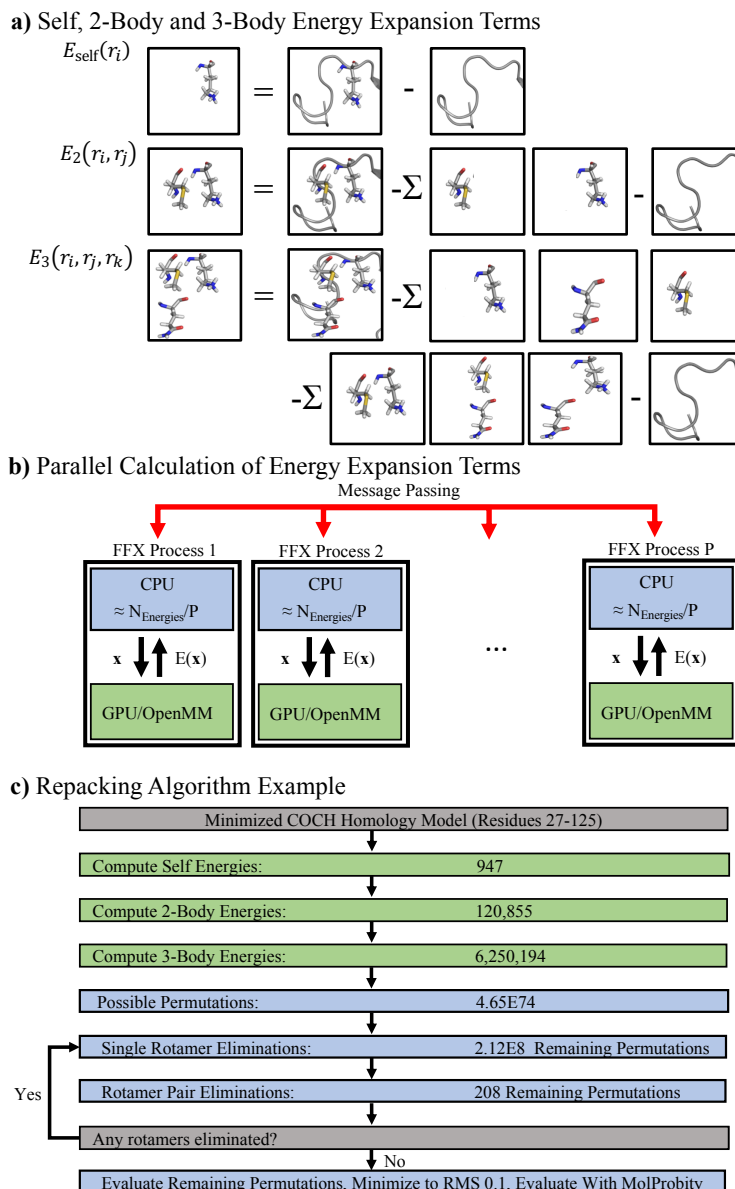 a) Self, 2-Body and 3-Body Energy Expansion Terms
E_self(r_i)
= -
E_2(r_i, r_j)
= -Σ -
E_3(r_i, r_j, r_k)
= -Σ
-Σ -
b) Parallel Calculation of Energy Expansion Terms
Message Passing
FFX Process 1 FFX Process 2 FFX Process P
CPU CPU CPU
≈ N_Energies/P ≈ N_Energies/P ≈ N_Energies/P
x E(x) x E(x) ... x E(x)
GPU/OpenMM GPU/OpenMM GPU/OpenMM
c) Repacking Algorithm Example
Minimized COCH Homology Model (Residues 27-125)
Compute Self Energies: 947
Compute 2-Body Energies: 120,855
Compute 3-Body Energies: 6,250,194
Possible Permutations: 4.65E74
Single Rotamer Eliminations: 2.12E8 Remaining Permutations
Yes
Rotamer Pair Eliminations: 208 Remaining Permutations
Any rotamers eliminated?
No
Evaluate Remaining Permutations, Minimize to RMS 0.1, Evaluate With MolProbity